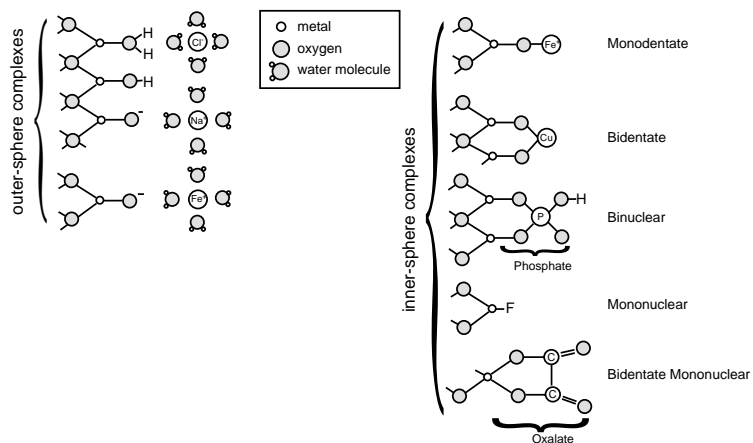 outer-sphere complexes
H
H
H
-
-
Cl-
Na+
Fe+
metal
oxygen
water molecule
inner-sphere complexes
Fe+
Monodentate
Cu
Bidentate
P
H
Binuclear
Phosphate
F
Mononuclear
C
C
Bidentate Mononuclear
Oxalate